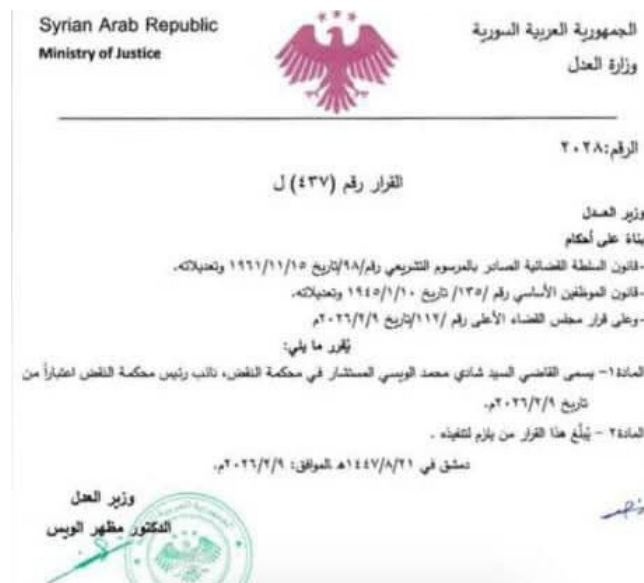 Syrian Arab Republic
Ministry of Justice
الجمهورية العربية السورية
وزارة العدل
الرقم:٢٠٢٨
القرار رقم (٤٣٧) ل
وزير العدل
بناءً على أحكام
-قانون السلطة القضائية الصادر بالمرسوم التشريعي رقم/٩٨/تاريخ ١٩٦١/١١/١٥ وتعديلاته.
-قانون الموظفين الأساسي رقم /١٣٥/ تاريخ ١٩٤٥/١/١٠ وتعديلاته.
-وعلى قرار مجلس القضاء الأعلى رقم /١١٢/تاريخ ٢٠٢٦/٢/٩م
يُقرر ما يلي:
المادة١- يسمى القاضي السيد شادي محمد الويسي المستشار في محكمة النقض، نائب رئيس محكمة النقض اعتباراً من
تاريخ ٢٠٢٦/٢/٩م.
المادة٢ - يُبلّغ هذا القرار من يلزم لتنفيذه .
دمشق في ١٤٤٧/٨/٢١هـ الموافق: ٢٠٢٦/٢/٩م.
وزير العدل
الدكتور مظهر الويس